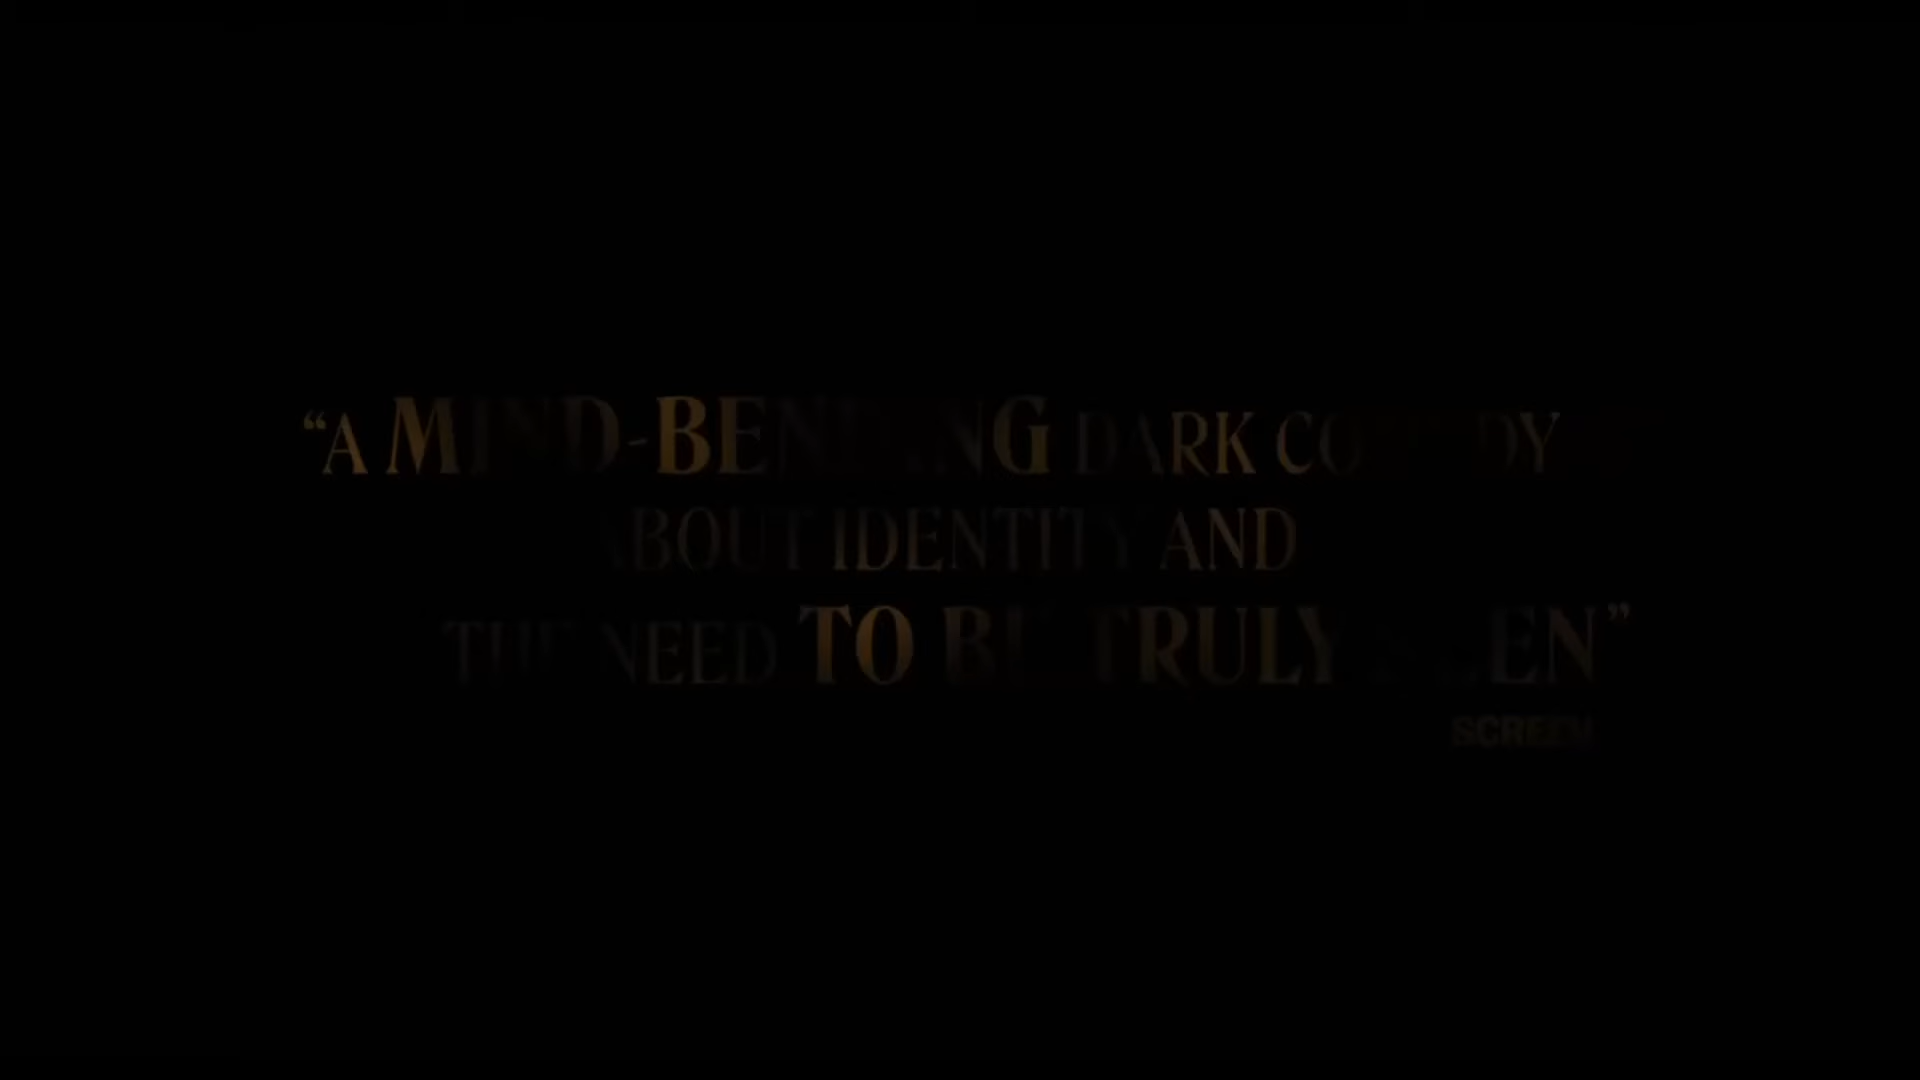 “A MIND-BENDING DARK COMEDY
ABOUT IDENTITY AND
THE NEED TO BE TRULY SEEN”
SCREEN